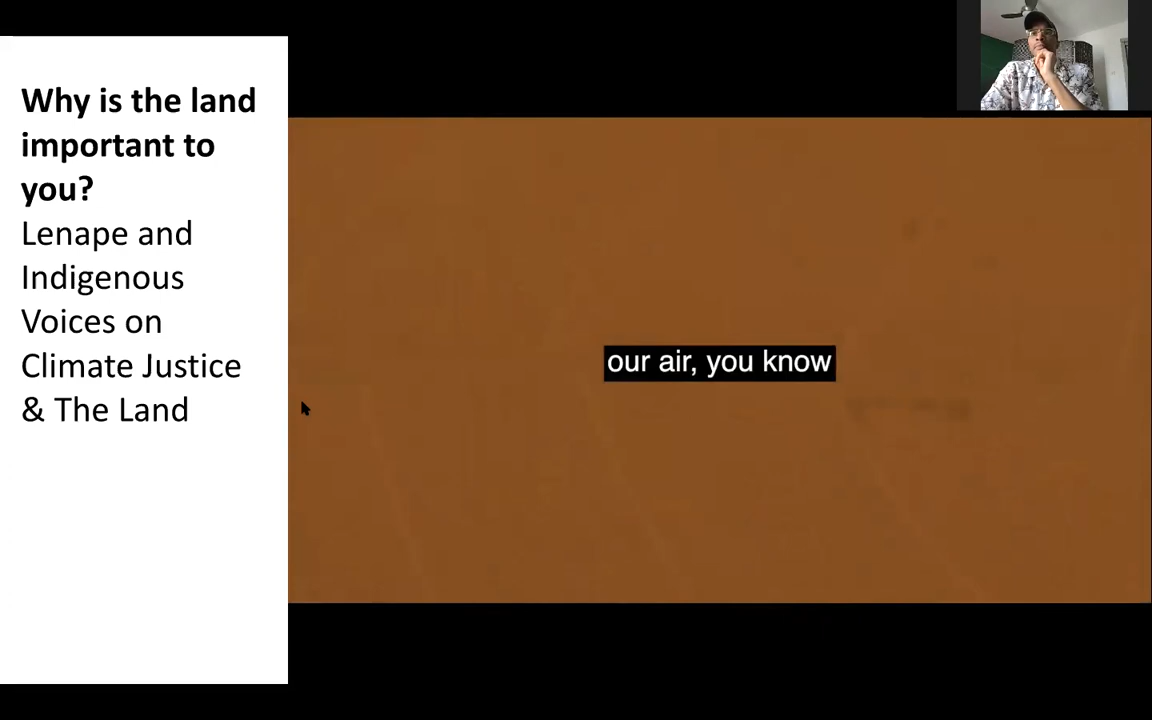 Why is the land
important to
you?
Lenape and
Indigenous
Voices on
Climate Justice
& The Land
our air, you know